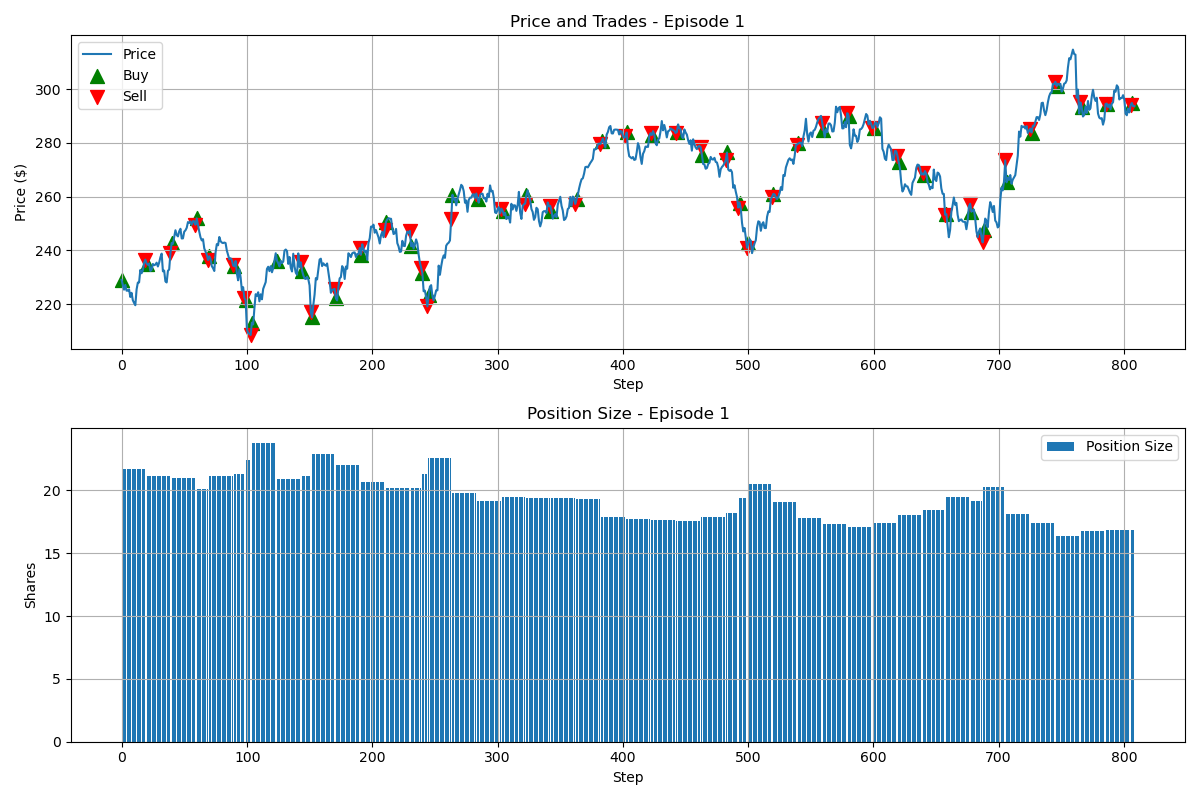 Price and Trades - Episode 1
Price ($)
300
280
260
240
220
Price
Buy
Sell
0 100 200 300 400 500 600 700 800
Step
Position Size - Episode 1
Shares
20
15
10
5
0
Position Size
0 100 200 300 400 500 600 700 800
Step